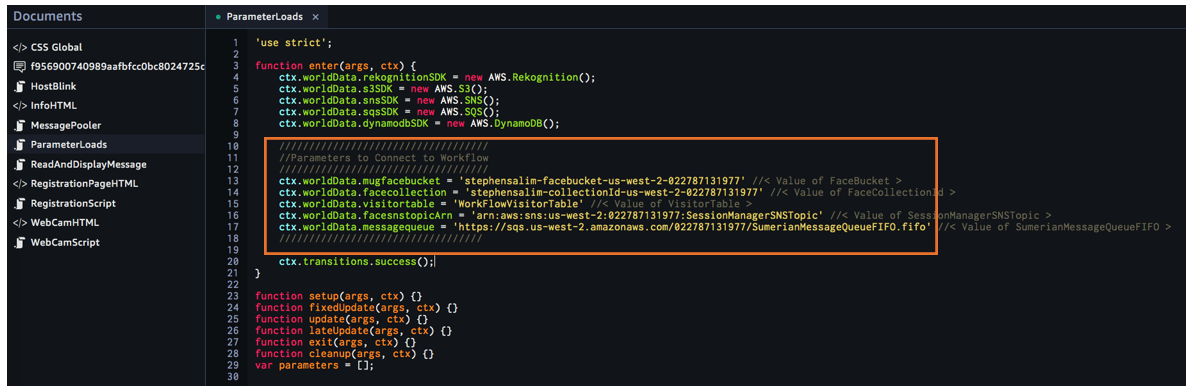 Documents
</> CSS Global
f956900740989aafbfcc0bc8024725c
HostBlink
</> InfoHTML
MessagePooler
ParameterLoads
ReadAndDisplayMessage
</> RegistrationPageHTML
RegistrationScript
</> WebCamHTML
WebCamScript
ParameterLoads ×
1 'use strict';
2
3 function enter(args, ctx) {
4 ctx.worldData.rekognitionSDK = new AWS.Rekognition();
5 ctx.worldData.s3SDK = new AWS.S3();
6 ctx.worldData.snsSDK = new AWS.SNS();
7 ctx.worldData.sqsSDK = new AWS.SQS();
8 ctx.worldData.dynamodbSDK = new AWS.DynamoDB();
9
10 ///////////////////////////////////
11 //Parameters to Connect to Workflow
12 ///////////////////////////////////
13 ctx.worldData.mugfacebucket = 'stephensalim-facebucket-us-west-2-022787131977' //< Value of FaceBucket >
14 ctx.worldData.facecollection = 'stephensalim-collectionId-us-west-2-022787131977' //< Value of FaceCollectionId >
15 ctx.worldData.visitortable = 'WorkFlowVisitorTable' //< Value of VisitorTable >
16 ctx.worldData.facesnstopicArn = 'arn:aws:sns:us-west-2:022787131977:SessionManagerSNSTopic' //< Value of SessionManagerSNSTopic >
17 ctx.worldData.messagequeue = 'https://sqs.us-west-2.amazonaws.com/022787131977/SumerianMessageQueueFIFO.fifo' //< Value of SumerianMessageQueueFIFO >
18 //////////////////////////////////
19
20 ctx.transitions.success();
21 }
22
23 function setup(args, ctx) {}
24 function fixedUpdate(args, ctx) {}
25 function update(args, ctx) {}
26 function lateUpdate(args, ctx) {}
27 function exit(args, ctx) {}
28 function cleanup(args, ctx) {}
29 var parameters = [];
30